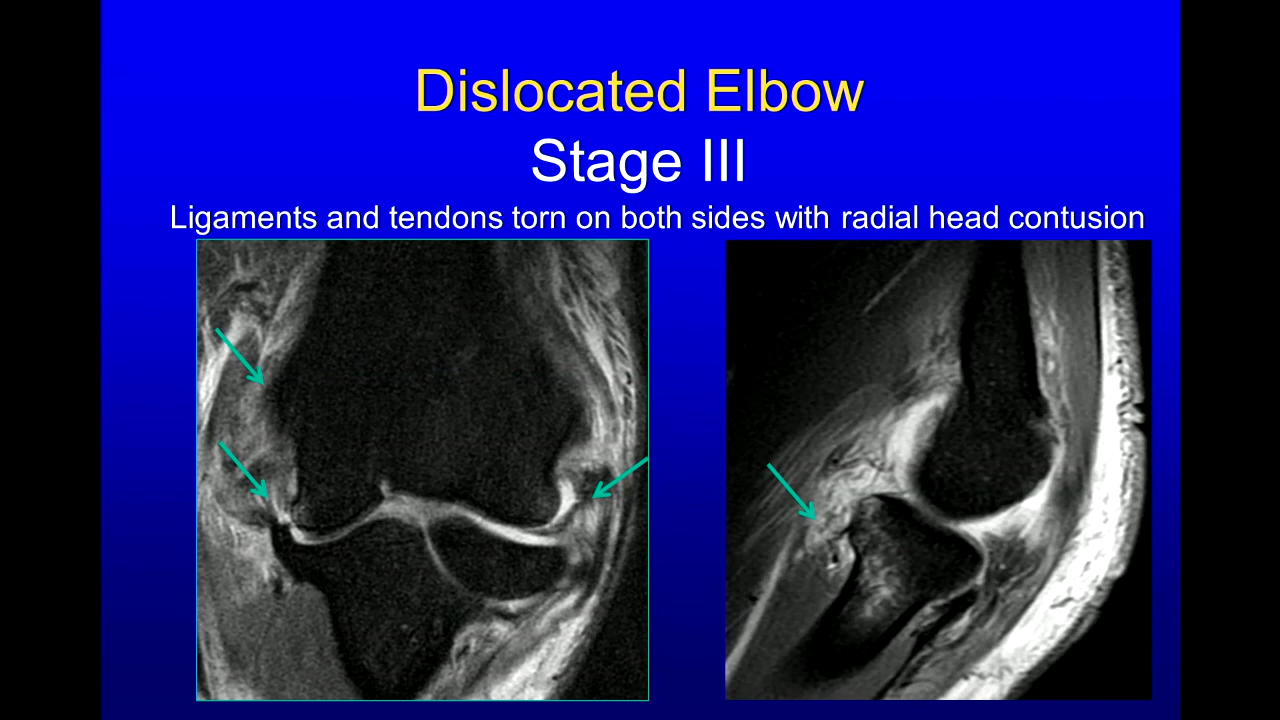 Dislocated Elbow
Stage III
Ligaments and tendons torn on both sides with radial head contusion